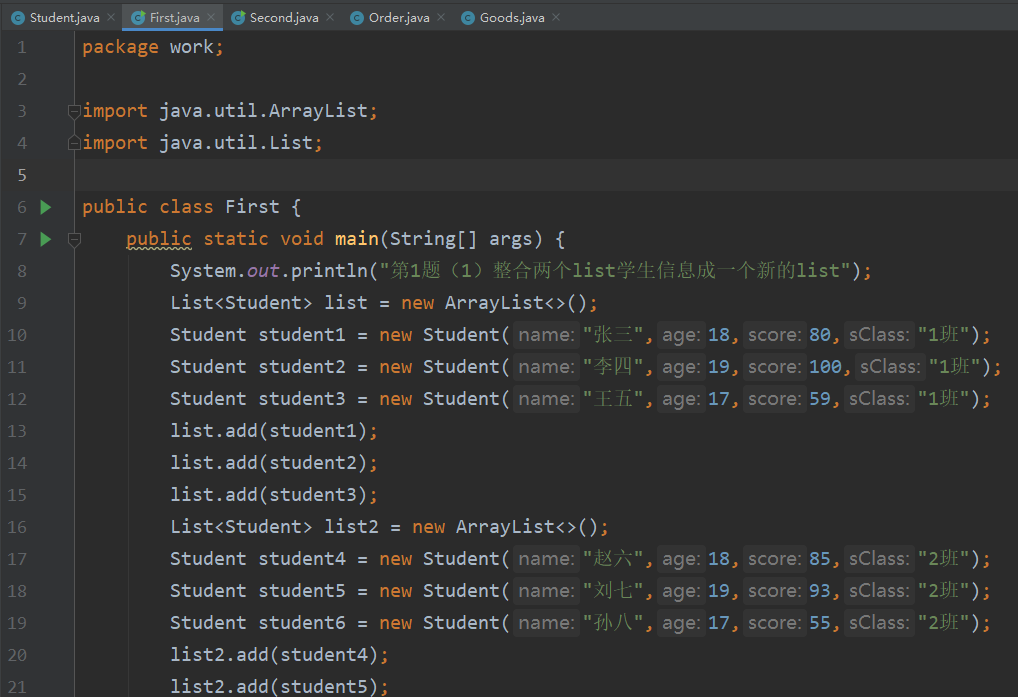 Student.java First.java Second.java Order.java Goods.java
1 package work;
2
3 import java.util.ArrayList;
4 import java.util.List;
5
6 public class First {
7 public static void main(String[] args) {
8 System.out.println("第1题（1）整合两个list学生信息成一个新的list");
9 List<Student> list = new ArrayList<>();
10 Student student1 = new Student( name: "张三", age: 18, score: 80, sClass: "1班");
11 Student student2 = new Student( name: "李四", age: 19, score: 100, sClass: "1班");
12 Student student3 = new Student( name: "王五", age: 17, score: 59, sClass: "1班");
13 list.add(student1);
14 list.add(student2);
15 list.add(student3);
16 List<Student> list2 = new ArrayList<>();
17 Student student4 = new Student( name: "赵六", age: 18, score: 85, sClass: "2班");
18 Student student5 = new Student( name: "刘七", age: 19, score: 93, sClass: "2班");
19 Student student6 = new Student( name: "孙八", age: 17, score: 55, sClass: "2班");
20 list2.add(student4);
21 list2.add(student5);